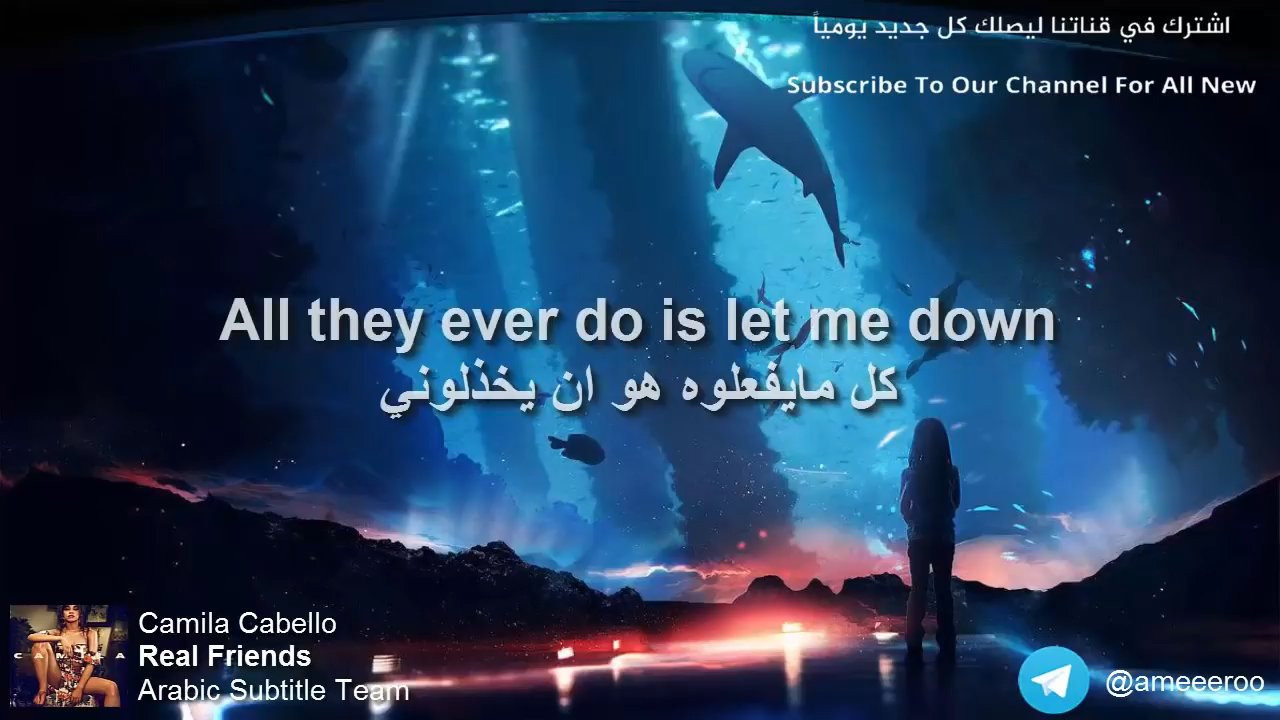 اشترك في قناتنا ليصلك كل جديد يومياً
Subscribe To Our Channel For All New
All they ever do is let me down
كل مايفعلوه هو ان يخذلوني
CAMILA
Camila Cabello
Real Friends
Arabic Subtitle Team
@ameeeroo